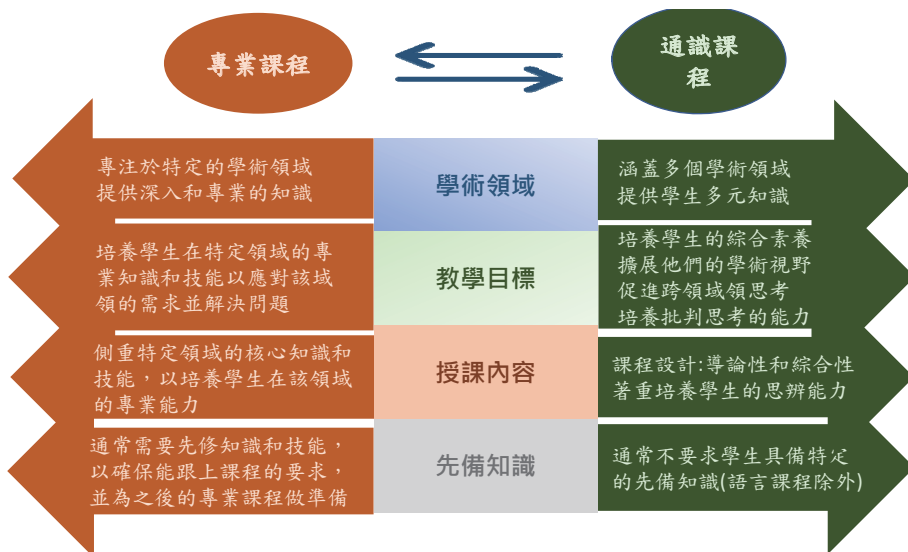 專業課程
通識課
程
專注於特定的學術領域
提供深入和專業的知識
學術領域
涵蓋多個學術領域
提供學生多元知識
培養學生在特定領域的專
業知識和技能以應對該域
領的需求並解決問題
教學目標
培養學生的綜合素養
擴展他們的學術視野
促進跨領域領思考
培養批判思考的能力
側重特定領域的核心知識和
技能，以培養學生在該領域
的專業能力
授課內容
課程設計:導論性和綜合性
著重培養學生的思辨能力
通常需要先修知識和技能，
以確保能跟上課程的要求，
並為之後的專業課程做準備
先備知識
通常不要求學生具備特定
的先備知識(語言課程除外)